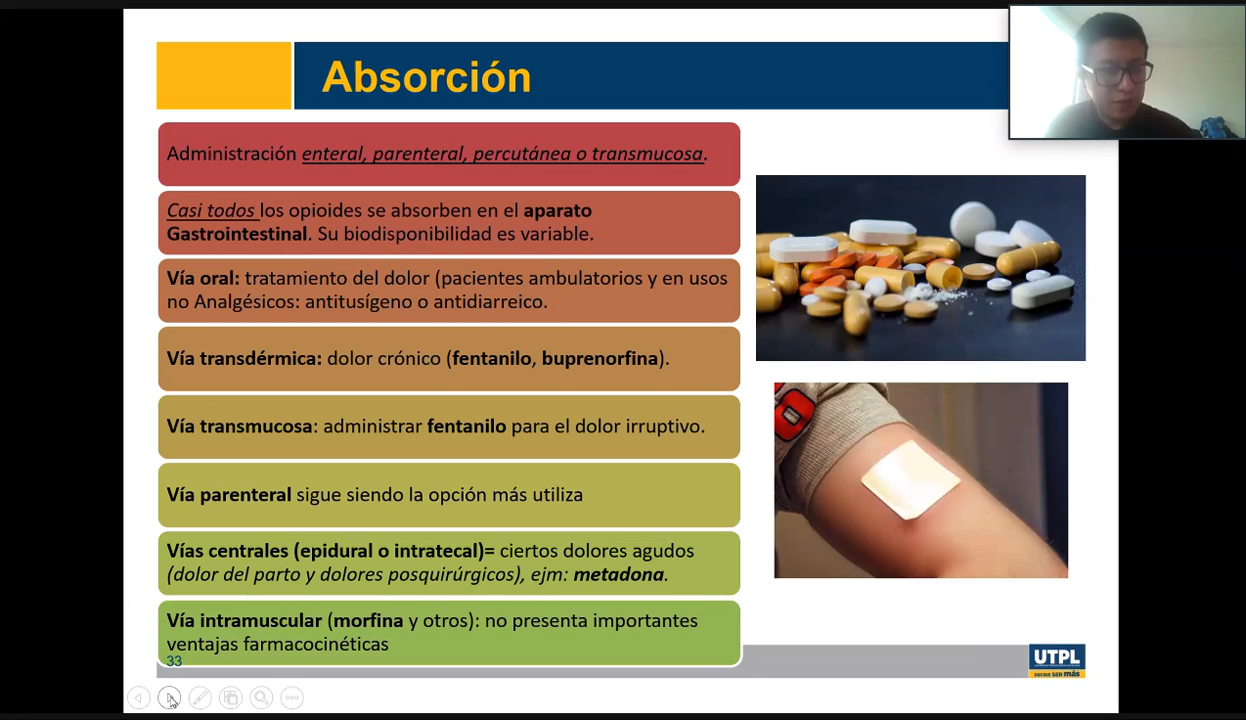 Absorción
Administración enteral, parenteral, percutánea o transmucosa.
Casi todos los opioides se absorben en el aparato
Gastrointestinal. Su biodisponibilidad es variable.
Vía oral: tratamiento del dolor (pacientes ambulatorios y en usos
no Analgésicos: antitusígeno o antidiarreico.
Vía transdérmica: dolor crónico (fentanilo, buprenorfina).
Vía transmucosa: administrar fentanilo para el dolor irruptivo.
Vía parenteral sigue siendo la opción más utiliza
Vías centrales (epidural o intratecal)= ciertos dolores agudos
(dolor del parto y dolores posquirúrgicos), ejm: metadona.
Vía intramuscular (morfina y otros): no presenta importantes
ventajas farmacocinéticas
33
UTPL
DECIDE SER más